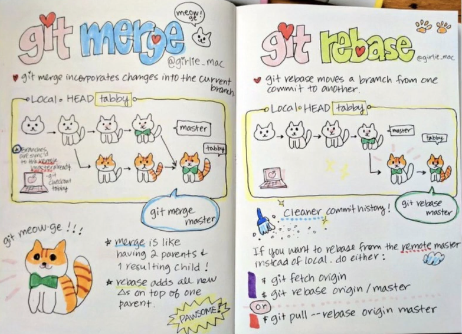 git merge
meow!
ge
@girlie_mac
git merge incorporates changes into the current
branch
Local HEAD tabby
master
tabby
git merge
master
git meow-ge !!!
* merge is like
having 2 parents &
1 resulting child!
* rebase adds all new
Δs on top of one
parent.
PAWSOME!
git rebase
@girlie_mac
git rebase moves a branch from one
commit to another.
Local HEAD tabby
master
tabby
git rebase
master
Cleaner commit history!
If you want to rebase from the remote master
instead of local. do either:
$ git fetch origin
$ git rebase origin/master
or
$ git pull --rebase origin master